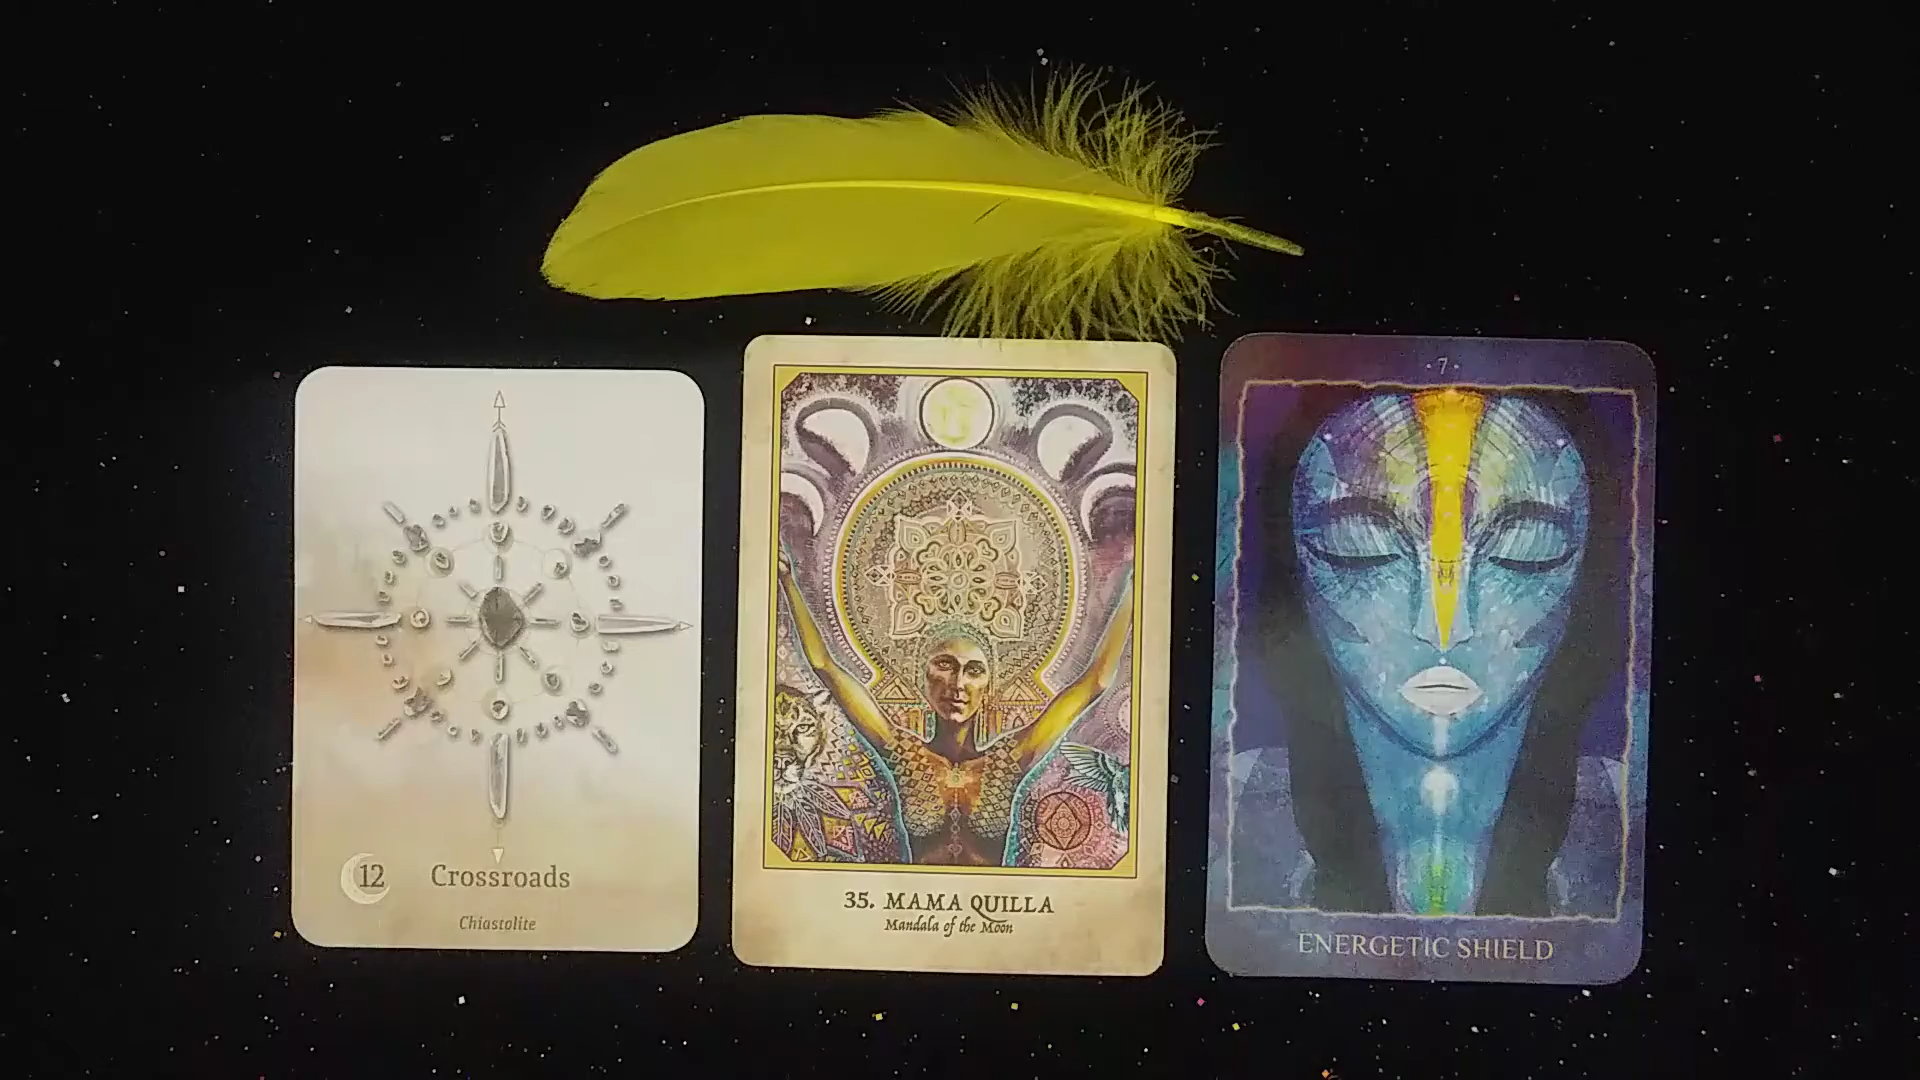 12
Crossroads
Chiastolite
35. MAMA QUILLA
Mandala of the Moon
• 7 •
ENERGETIC SHIELD